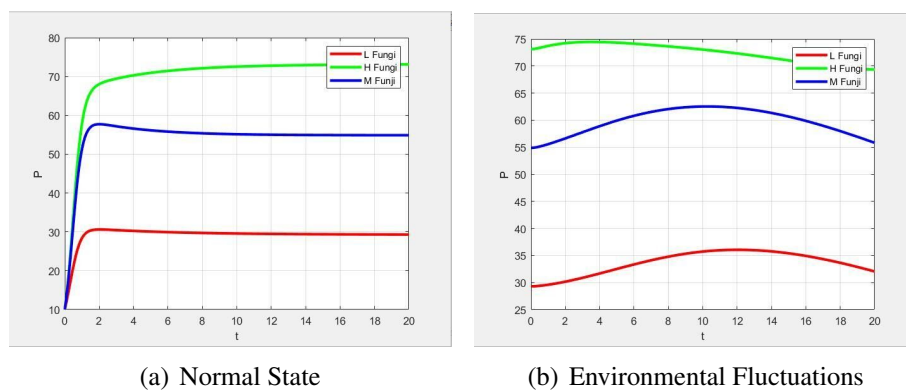 80
70
60
50
40
30
20
10
P
0 2 4 6 8 10 12 14 16 18 20
t
L Fungi
H Fungi
M Funji
(a) Normal State
75
70
65
60
55
50
45
40
35
30
25
P
0 2 4 6 8 10 12 14 16 18 20
t
L Fungi
H Fungi
M Fungi
(b) Environmental Fluctuations